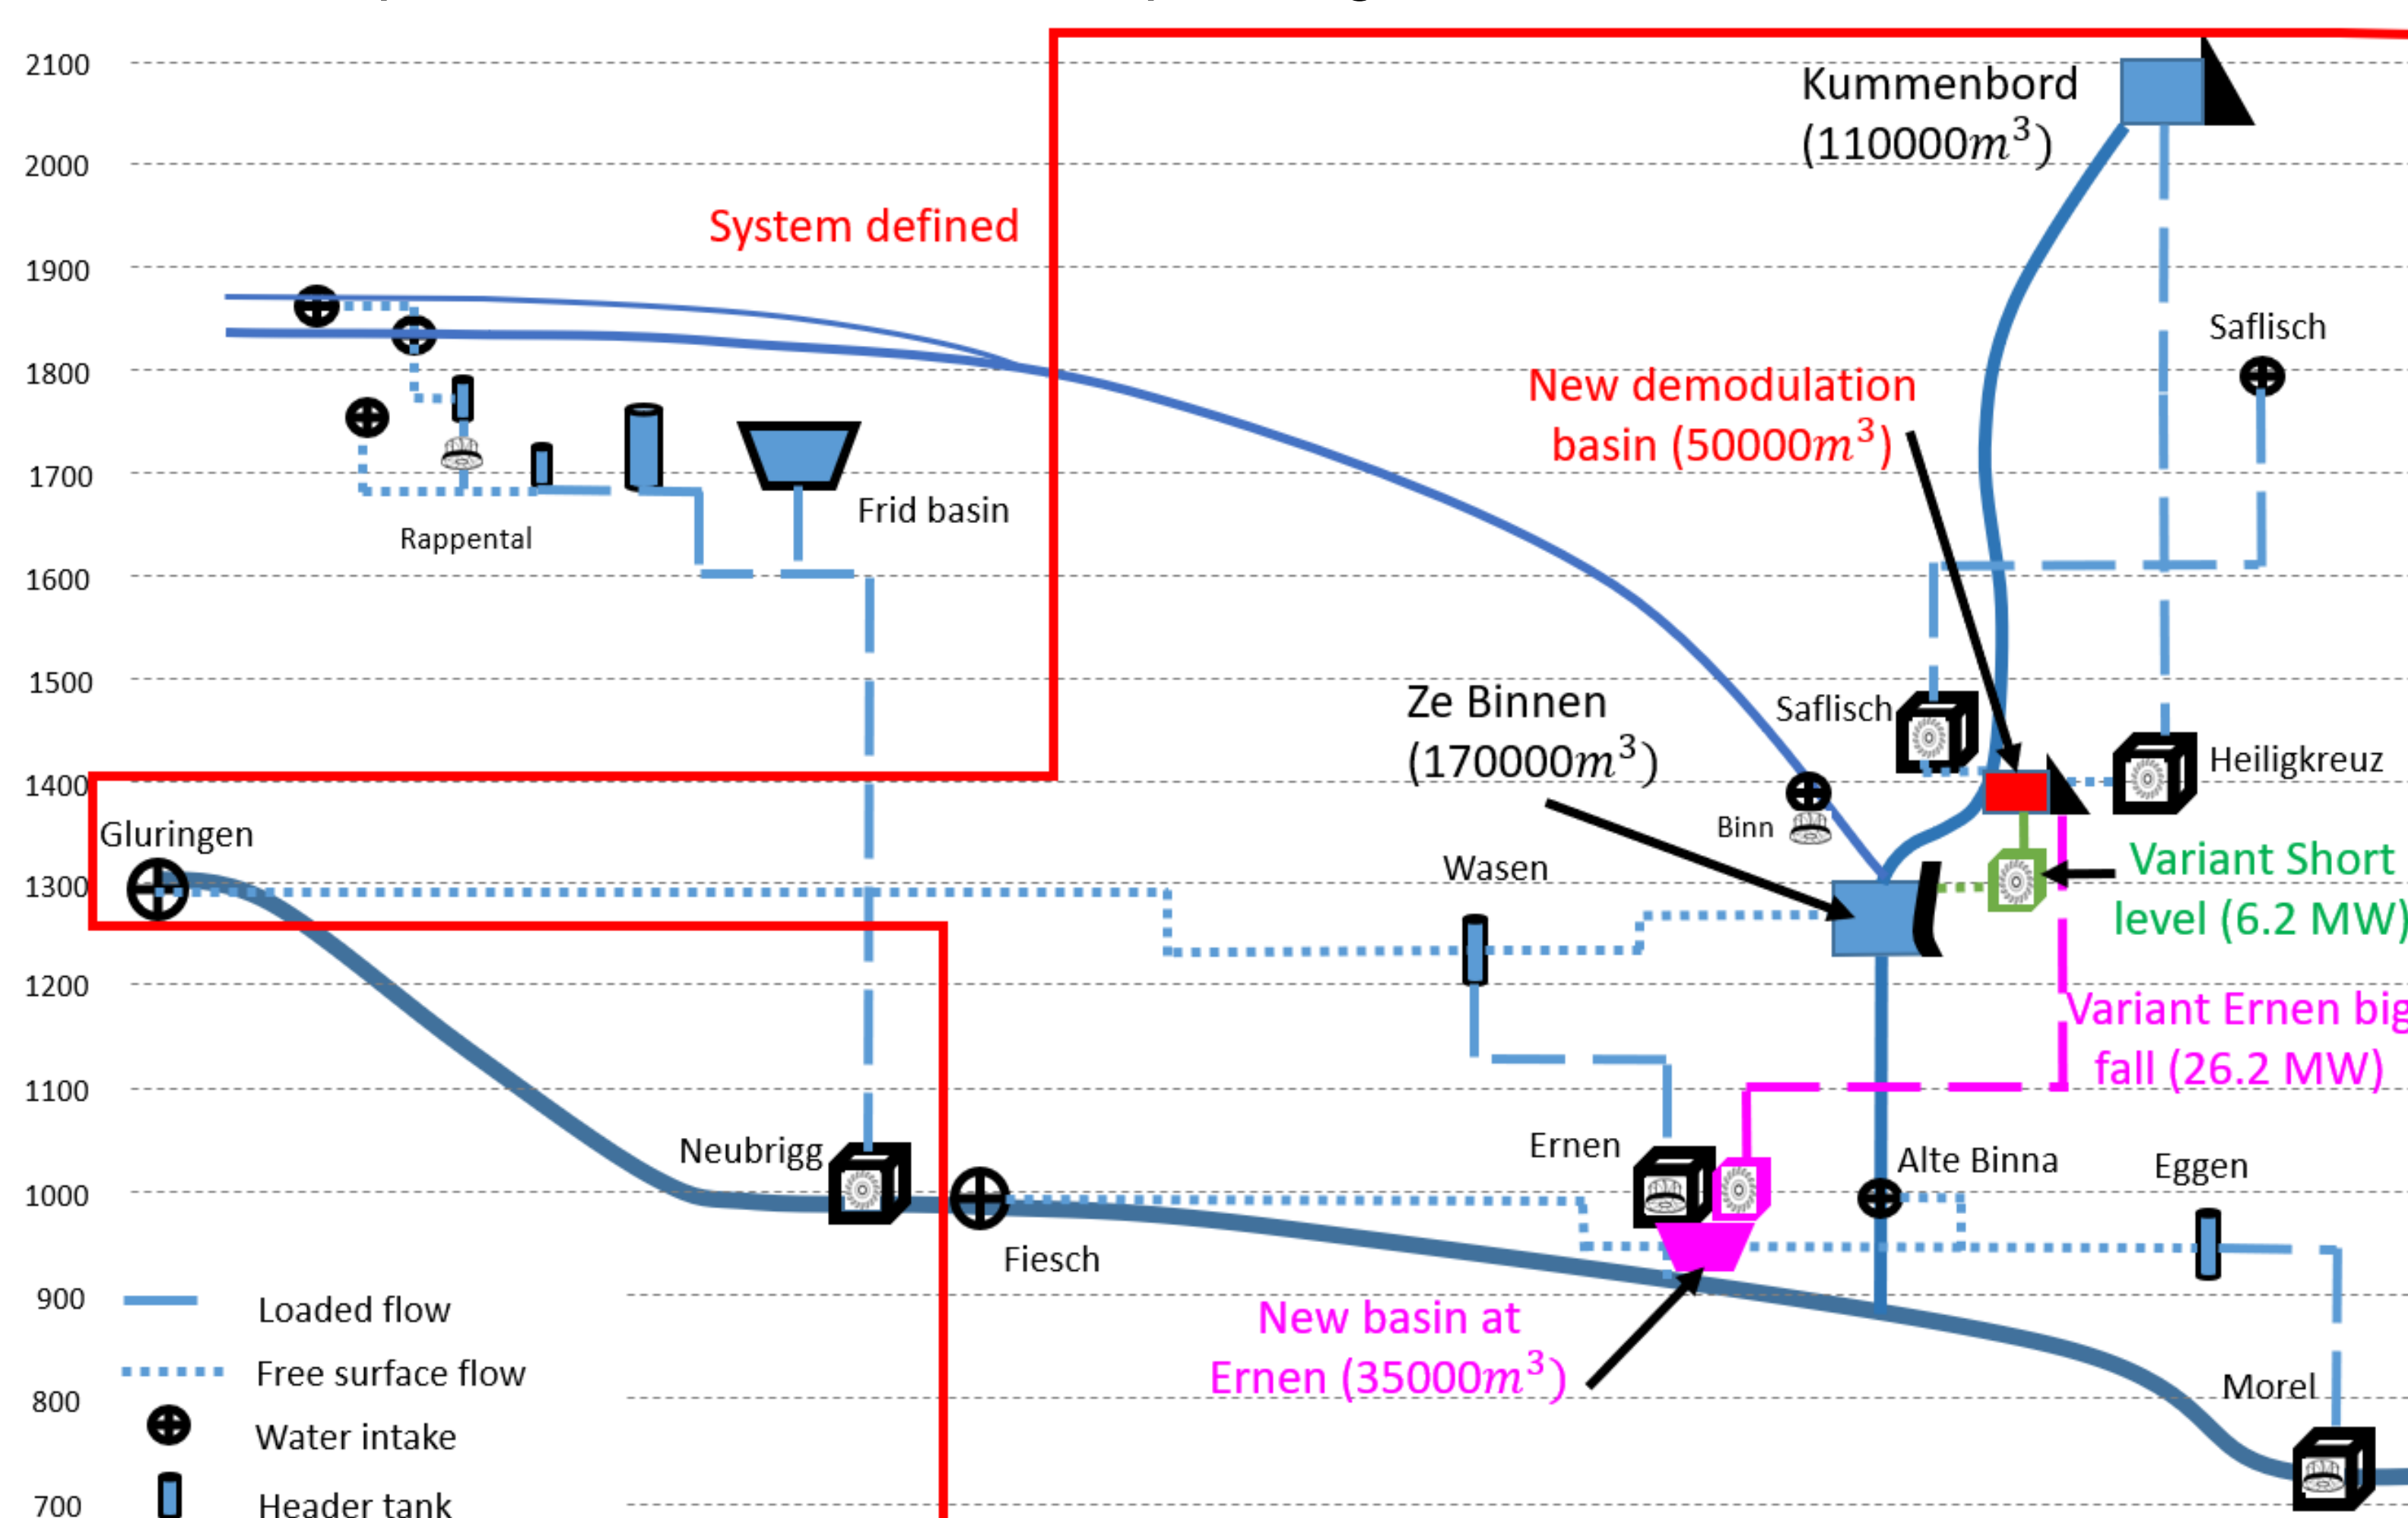 2100
2000
1900
1800
1700
1600
1500
1400
1300
1200
1100
1000
900
800
700
Kummenbord
(110000m³)
System defined
Saflisch
New demodulation
basin (50000m³)
Frid basin
Rappental
Ze Binnen
(170000m³)
Saflisch
Heiligkreuz
Binn
Gluringen
Wasen
Variant Short
level (6.2 MW)
Variant Ernen big
fall (26.2 MW)
Neubrigg
Ernen
Alte Binna
Eggen
Fiesch
New basin at
Ernen (35000m³)
Morel
Loaded flow
Free surface flow
Water intake
Header tank